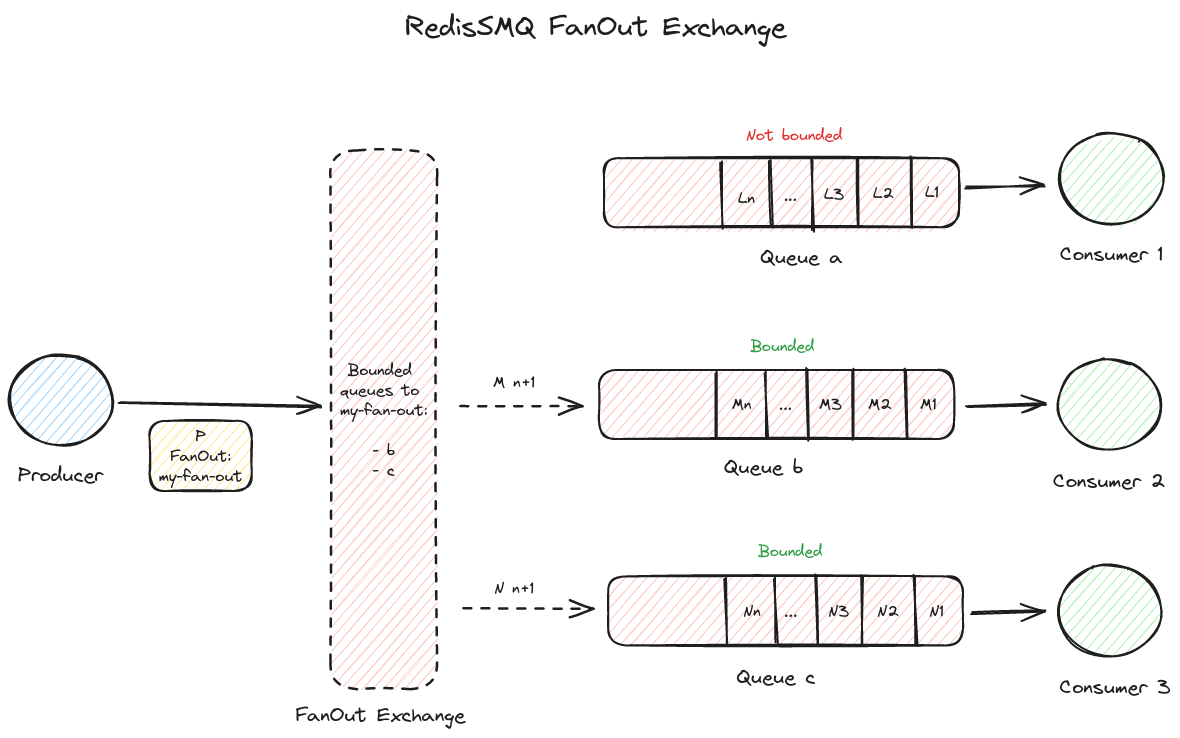 RedisSMQ FanOut Exchange
Not bounded
Ln
...
L3
L2
L1
Queue a
Consumer 1
Producer
P
FanOut:
my-fan-out
Bounded
queues to
my-fan-out:
- b
- c
FanOut Exchange
M n+1
Bounded
Mn
...
M3
M2
M1
Queue b
Consumer 2
N n+1
Bounded
Nn
...
N3
N2
N1
Queue c
Consumer 3